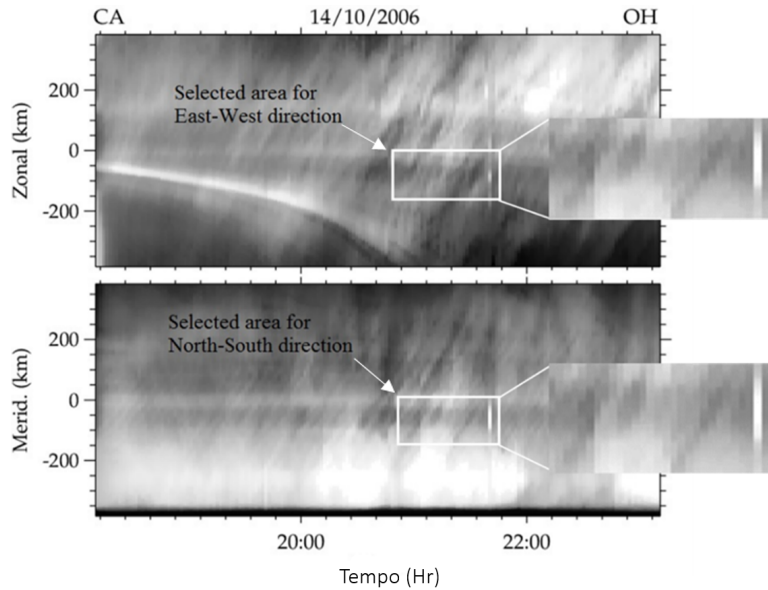 CA 14/10/2006 OH
Zonal (km)
200
0
-200
Selected area for
East-West direction
Merid. (km)
200
0
-200
Selected area for
North-South direction
20:00 22:00
Tempo (Hr)